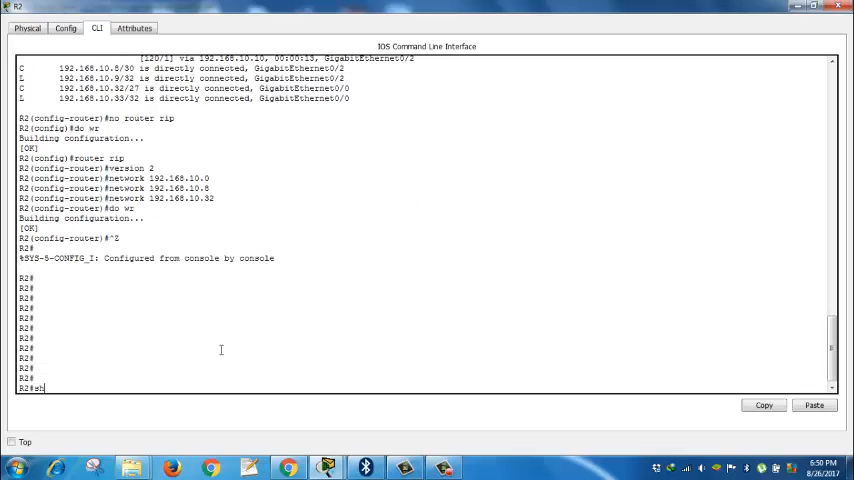 R2
Physical Config CLI Attributes
IOS Command Line Interface
[120/1] via 192.168.10.10, 00:00:13, GigabitEthernet0/2
C 192.168.10.8/30 is directly connected, GigabitEthernet0/2
L 192.168.10.9/32 is directly connected, GigabitEthernet0/2
C 192.168.10.32/27 is directly connected, GigabitEthernet0/0
L 192.168.10.33/32 is directly connected, GigabitEthernet0/0
R2(config-router)#no router rip
R2(config)#do wr
Building configuration...
[OK]
R2(config)#router rip
R2(config-router)#version 2
R2(config-router)#network 192.168.10.0
R2(config-router)#network 192.168.10.8
R2(config-router)#network 192.168.10.32
R2(config-router)#do wr
Building configuration...
[OK]
R2(config-router)#^Z
R2#
%SYS-5-CONFIG_I: Configured from console by console
R2#
R2#
R2#
R2#
R2#
R2#
R2#
R2#
R2#
R2#
R2#
R2#sh
Copy Paste
Top
6:50 PM
8/26/2017